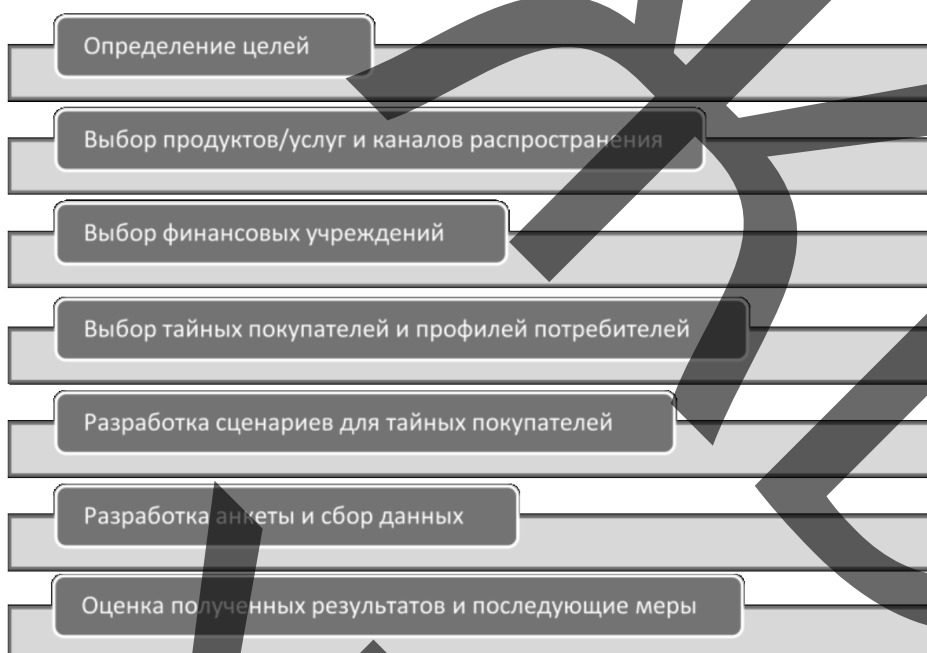 Определение целей
Выбор продуктов/услуг и каналов распространения
Выбор финансовых учреждений
Выбор тайных покупателей и профилей потребителей
Разработка сценариев для тайных покупателей
Разработка анкеты и сбор данных
Оценка полученных результатов и последующие меры